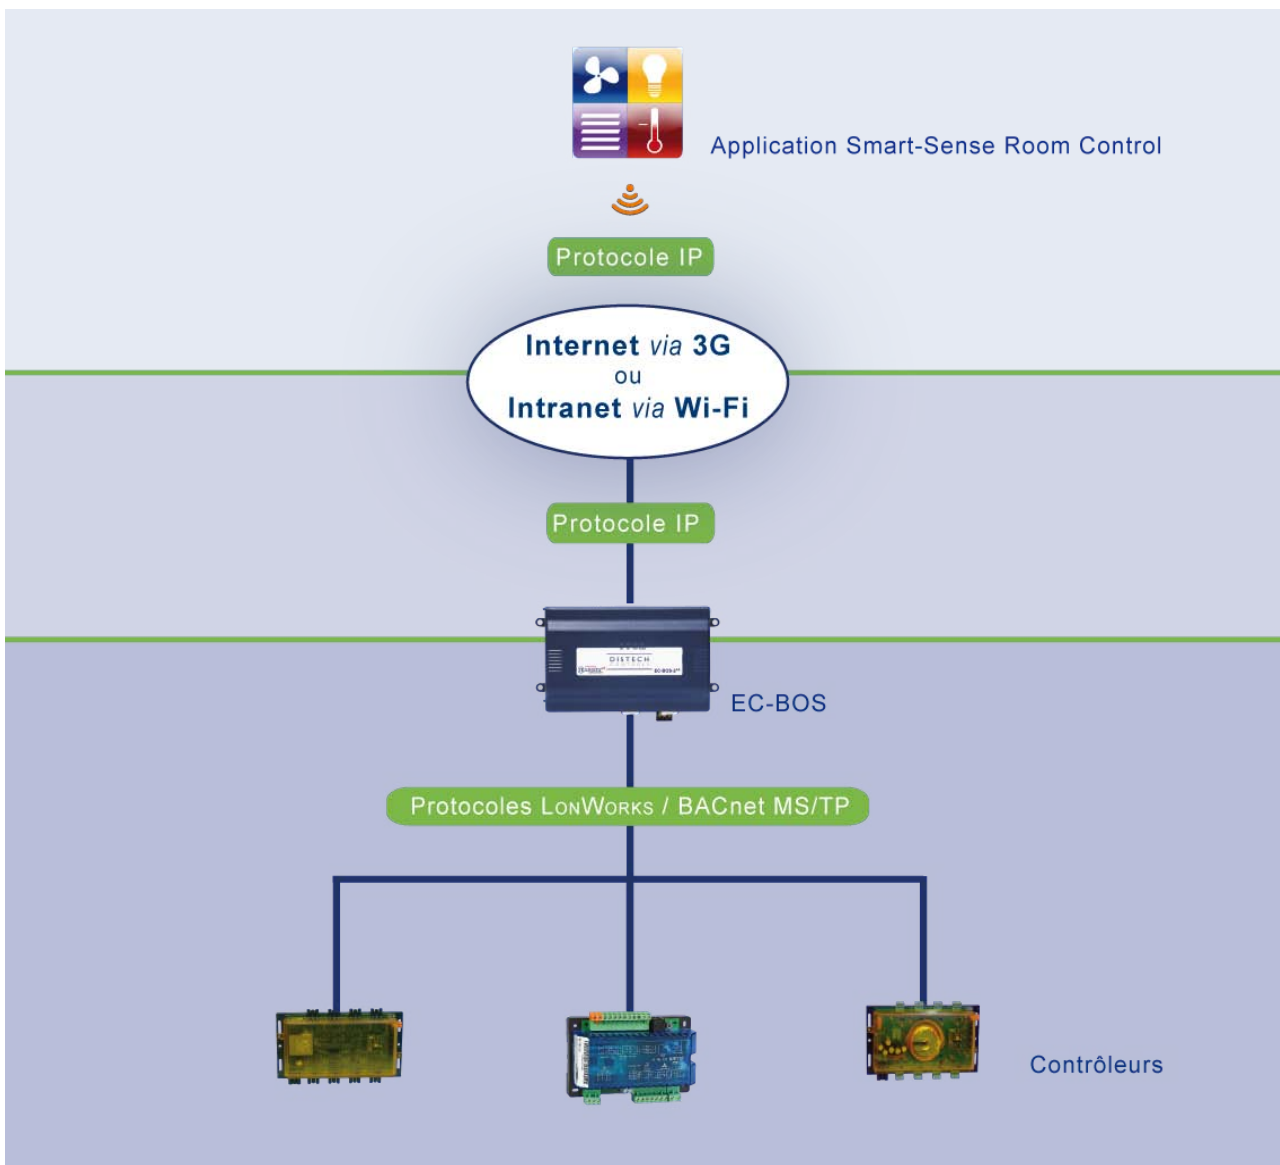 Application Smart-Sense Room Control
Protocole IP
Internet via 3G
ou
Intranet via Wi-Fi
Protocole IP
EC-BOS
Protocoles LONWORKS / BACnet MS/TP
Contrôleurs